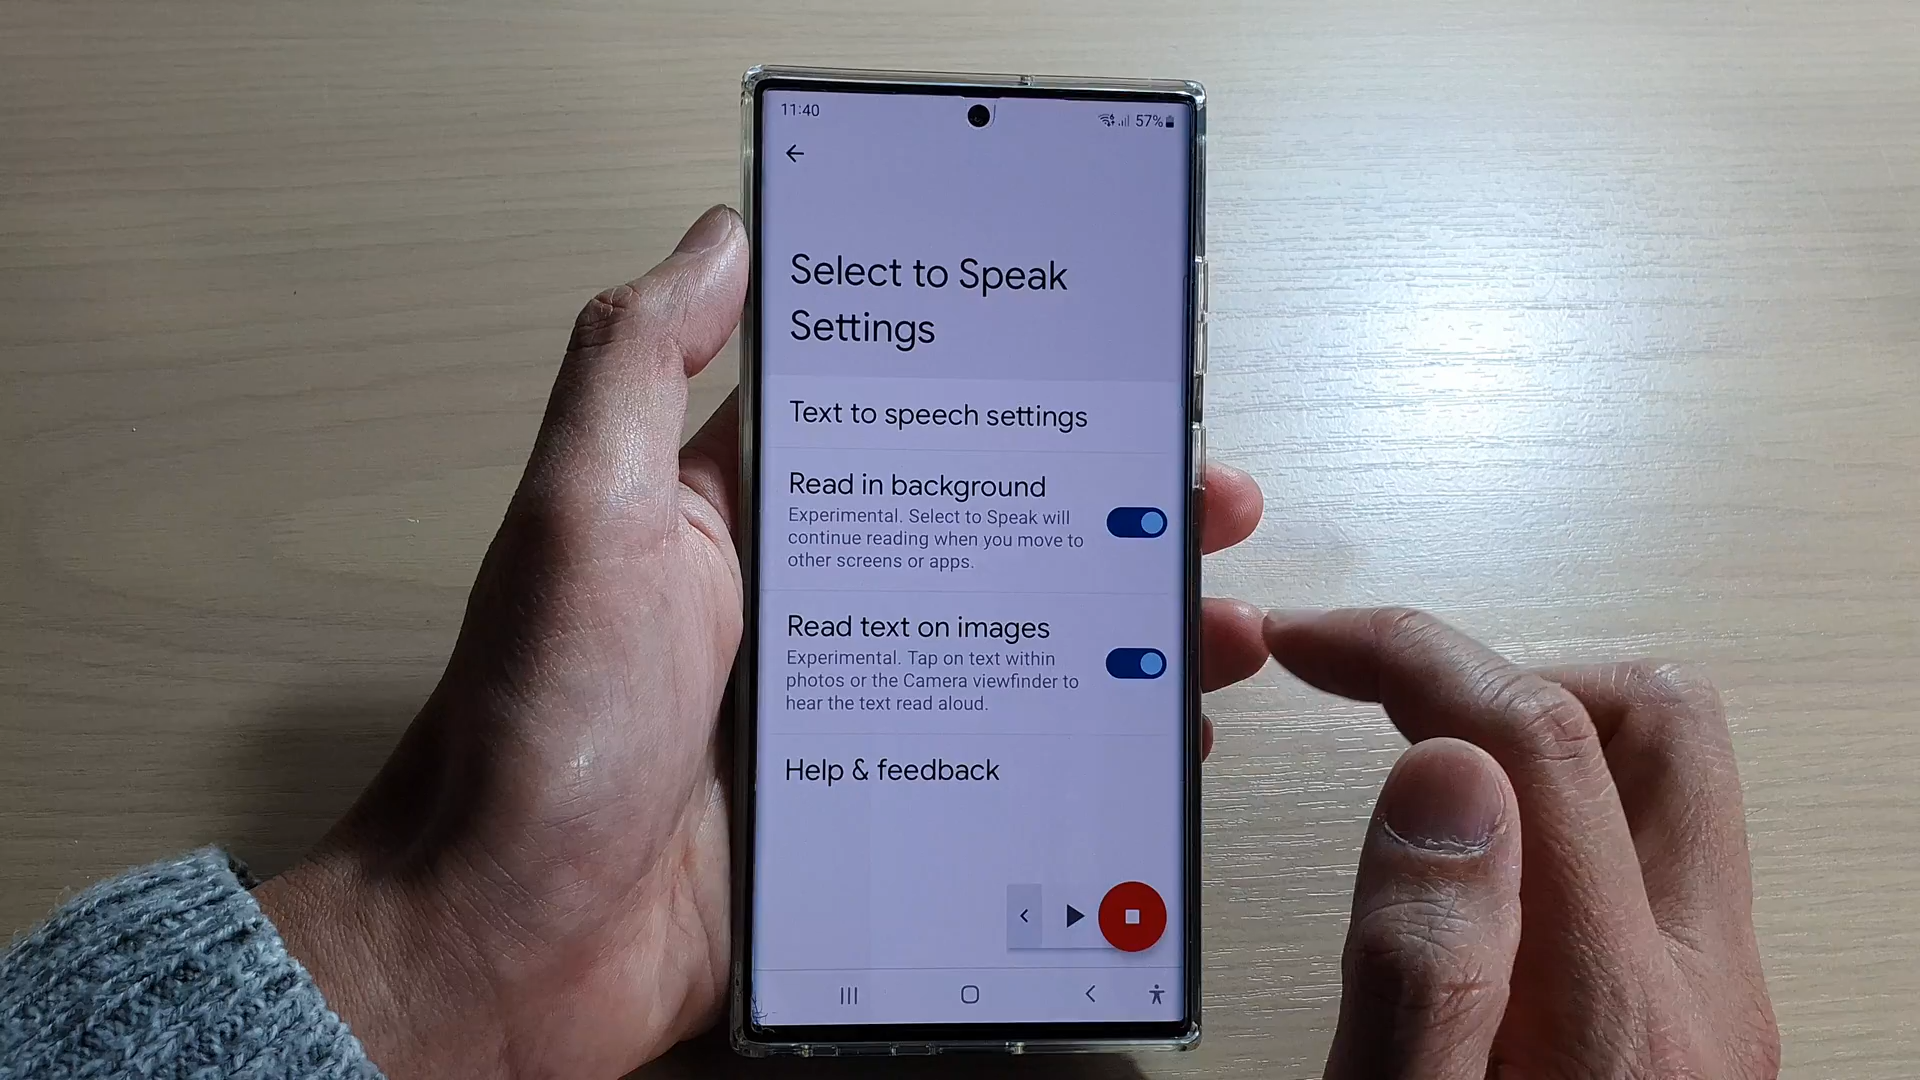 11:40
57%
Select to Speak
Settings
Text to speech settings
Read in background
Experimental. Select to Speak will
continue reading when you move to
other screens or apps.
Read text on images
Experimental. Tap on text within
photos or the Camera viewfinder to
hear the text read aloud.
Help & feedback